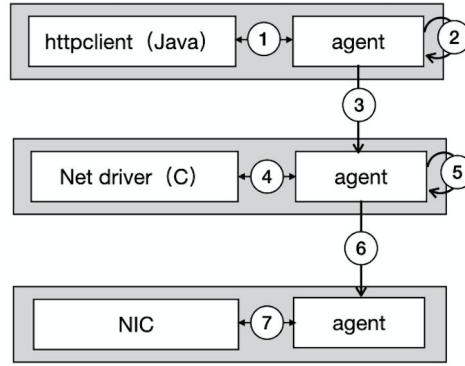 httpclient（Java） 1 agent 2
3
Net driver（C） 4 agent 5
6
NIC 7 agent